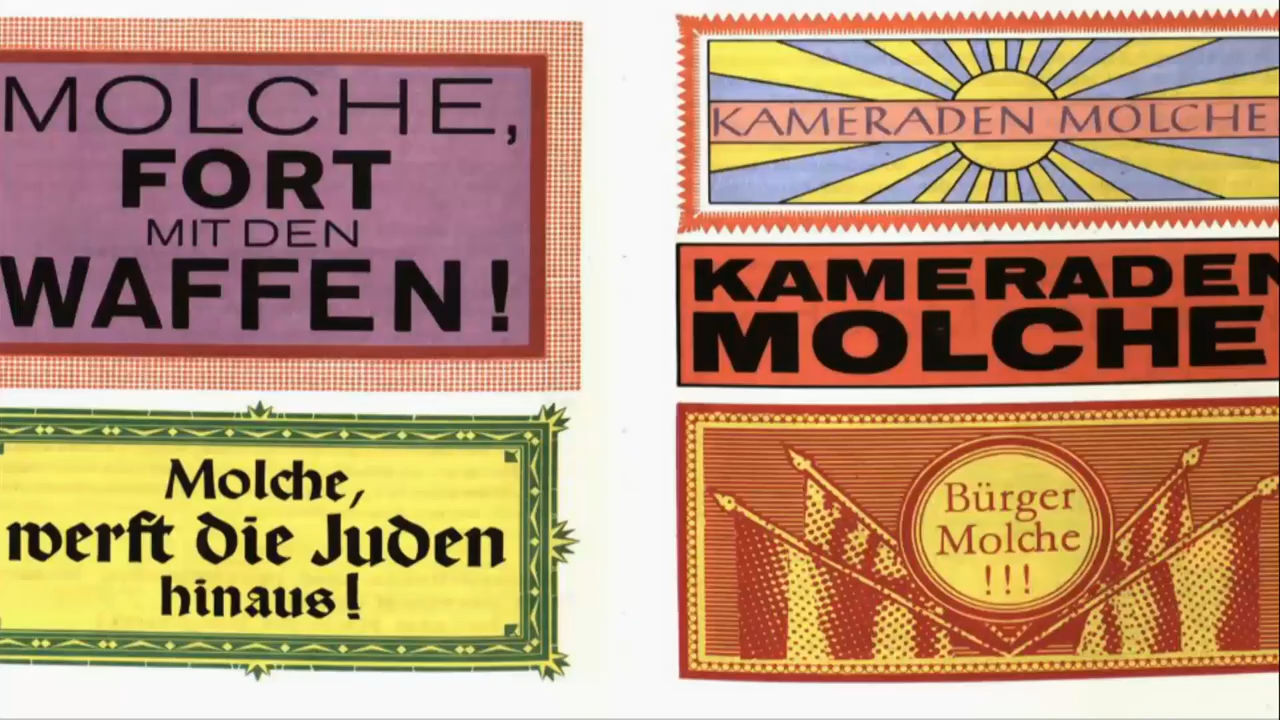 MOLCHE,
FORT
MIT DEN
WAFFEN!
Molche,
werft die Juden
hinaus!
KAMERADEN MOLCHE
KAMERADEN
MOLCHE
Bürger
Molche
!!!